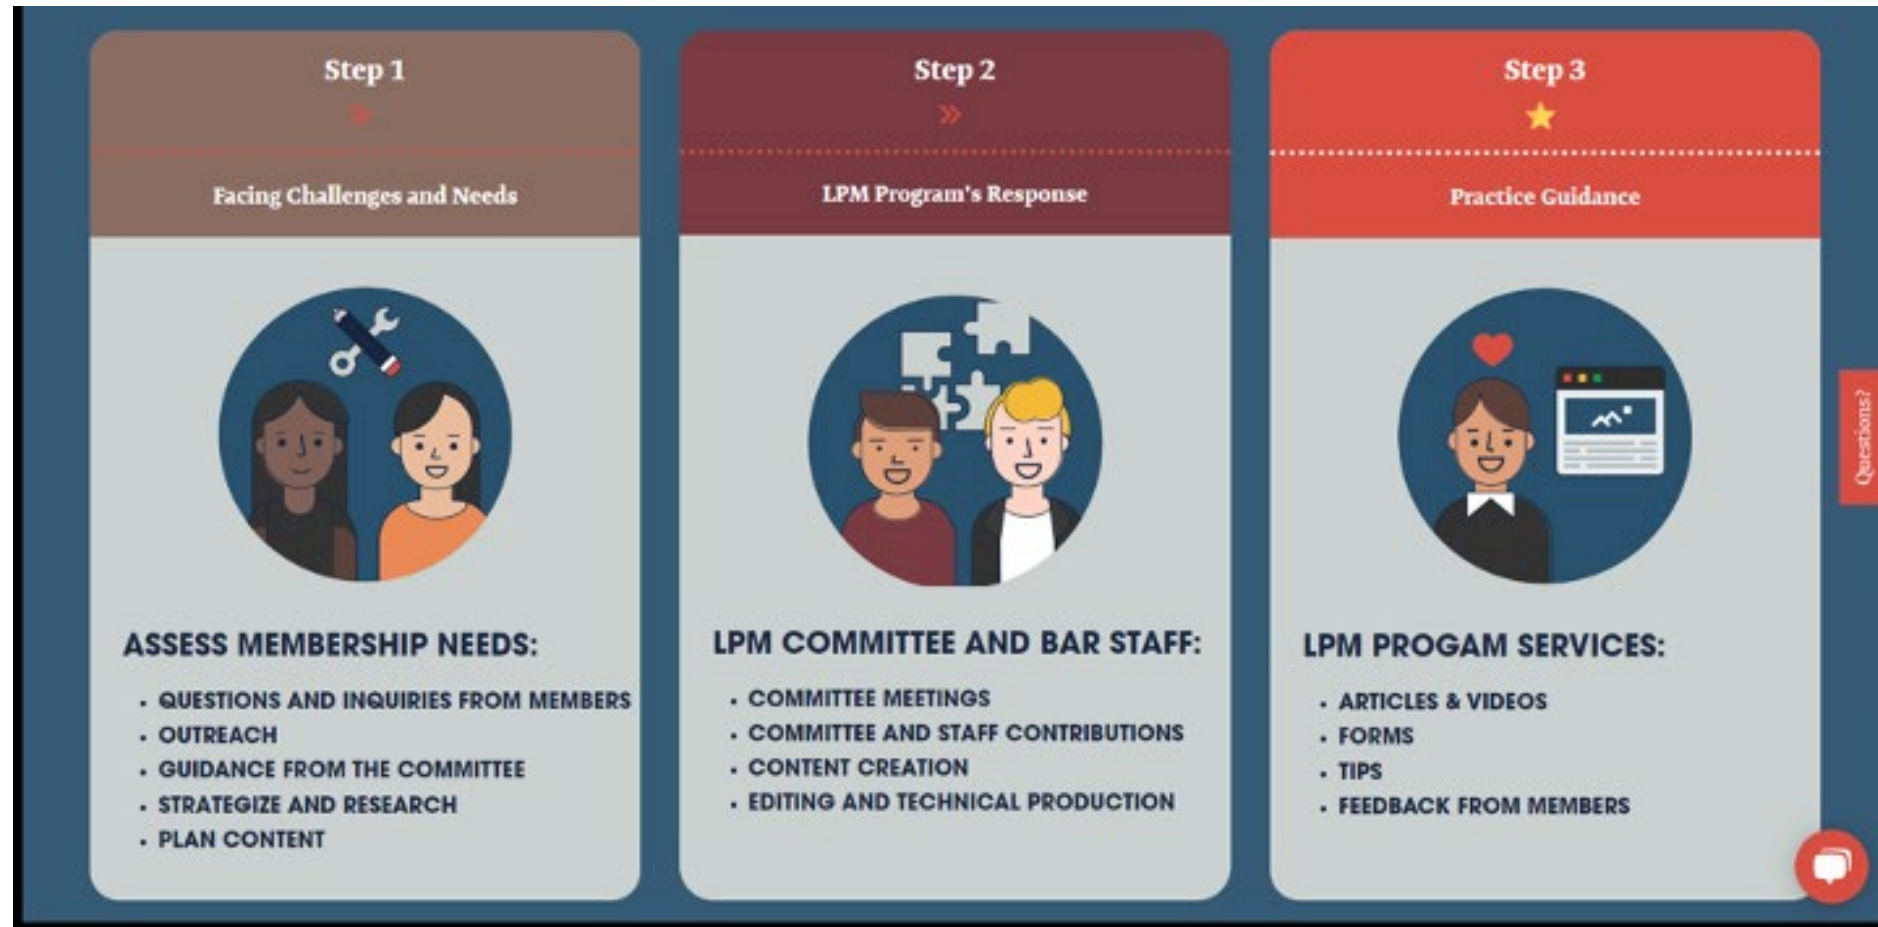 Step 1
Facing Challenges and Needs
ASSESS MEMBERSHIP NEEDS:
• QUESTIONS AND INQUIRIES FROM MEMBERS
• OUTREACH
• GUIDANCE FROM THE COMMITTEE
• STRATEGIZE AND RESEARCH
• PLAN CONTENT
Step 2
LPM Program's Response
LPM COMMITTEE AND BAR STAFF:
• COMMITTEE MEETINGS
• COMMITTEE AND STAFF CONTRIBUTIONS
• CONTENT CREATION
• EDITING AND TECHNICAL PRODUCTION
Step 3
Practice Guidance
LPM PROGAM SERVICES:
• ARTICLES & VIDEOS
• FORMS
• TIPS
• FEEDBACK FROM MEMBERS
Questions?